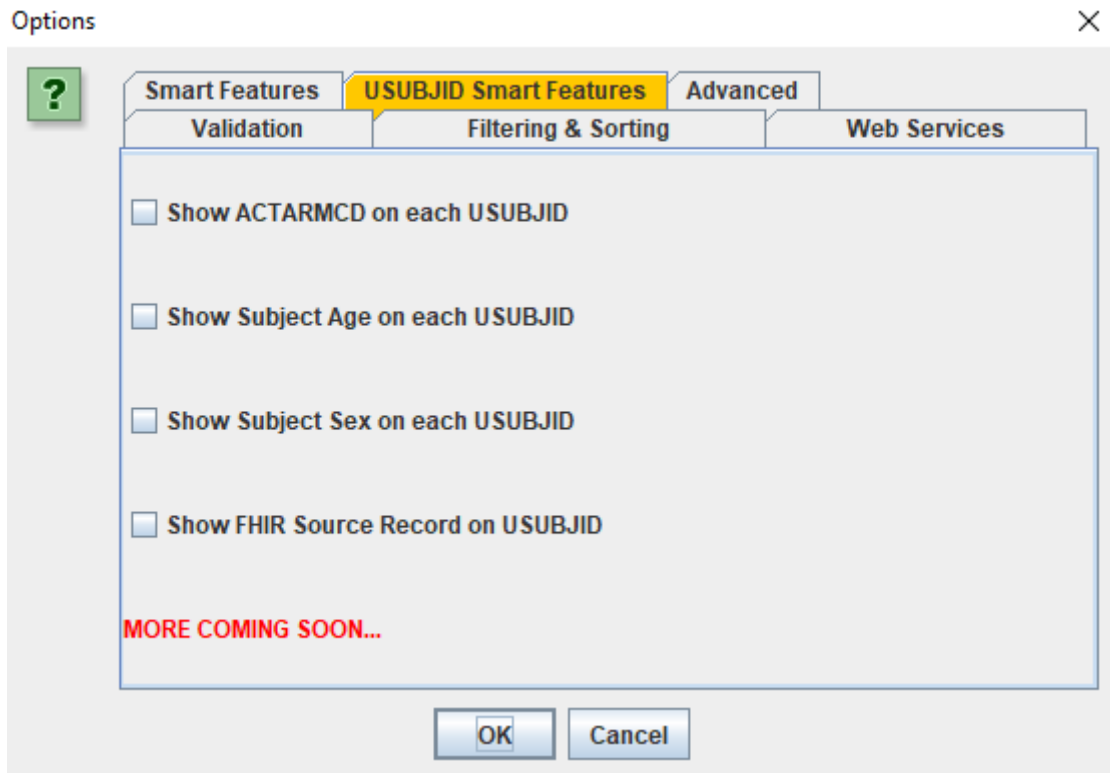 Options
?
Smart Features USUBJID Smart Features Advanced
Validation Filtering & Sorting Web Services
Show ACTARMCD on each USUBJID
Show Subject Age on each USUBJID
Show Subject Sex on each USUBJID
Show FHIR Source Record on USUBJID
MORE COMING SOON...
OK Cancel